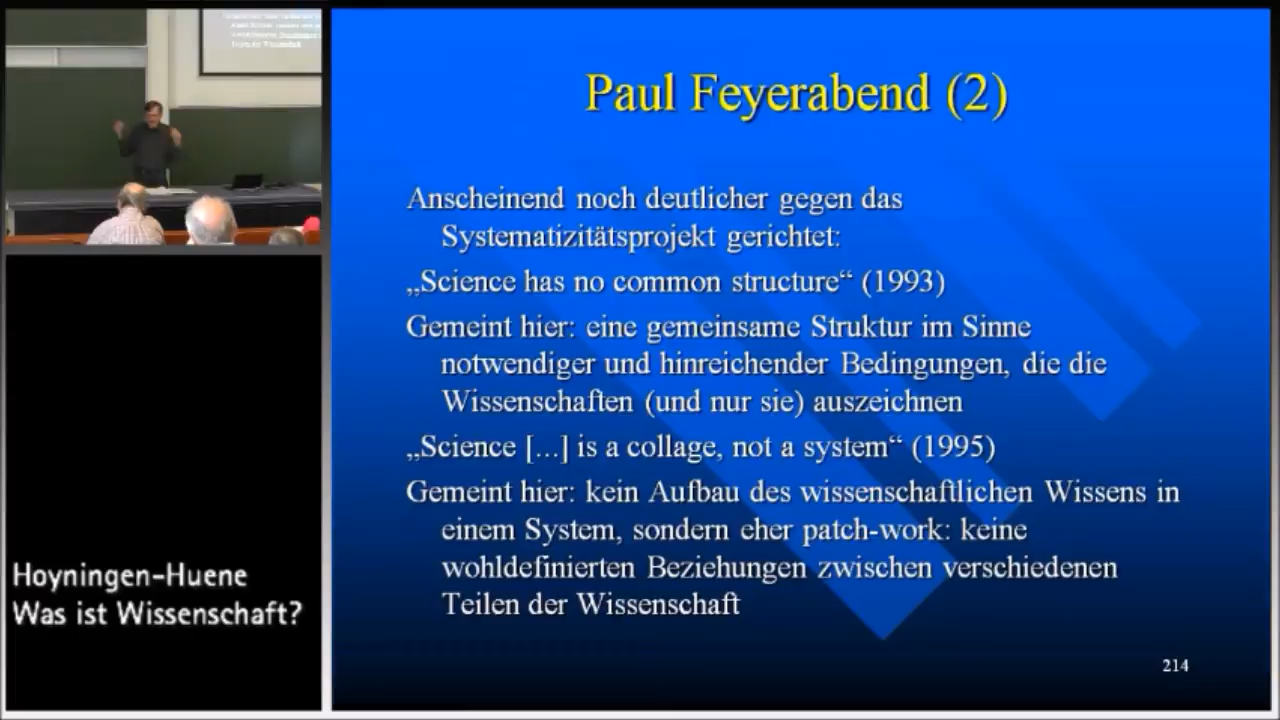 Paul Feyerabend (2)
Anscheinend noch deutlicher gegen das
Systematizitätsprojekt gerichtet:
„Science has no common structure“ (1993)
Gemeint hier: eine gemeinsame Struktur im Sinne
notwendiger und hinreichender Bedingungen, die die
Wissenschaften (und nur sie) auszeichnen
„Science [...] is a collage, not a system“ (1995)
Gemeint hier: kein Aufbau des wissenschaftlichen Wissens in
einem System, sondern eher patch-work: keine
wohldefinierten Beziehungen zwischen verschiedenen
Teilen der Wissenschaft
214
Hoyningen-Huene
Was ist Wissenschaft?